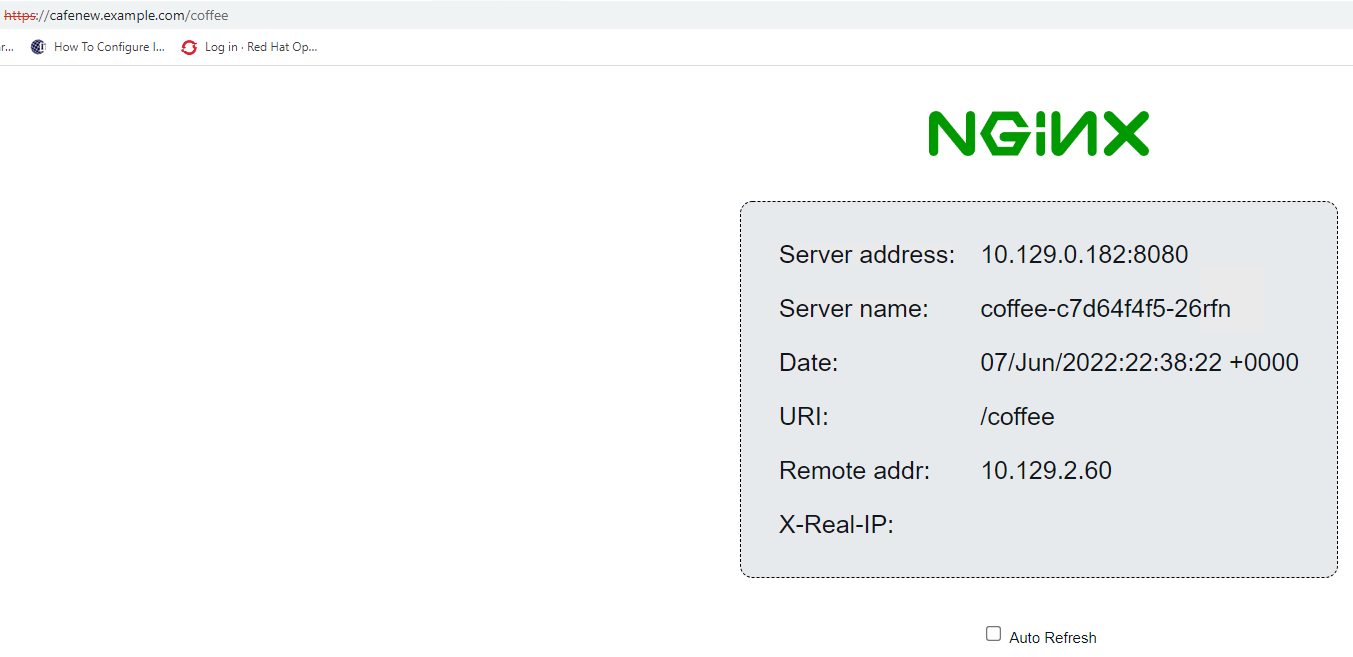 https://cafenew.example.com/coffee
r... How To Configure I... Log in · Red Hat Op...
NGINX
Server address: 10.129.0.182:8080
Server name: coffee-c7d64f4f5-26rfn
Date: 07/Jun/2022:22:38:22 +0000
URI: /coffee
Remote addr: 10.129.2.60
X-Real-IP:
Auto Refresh